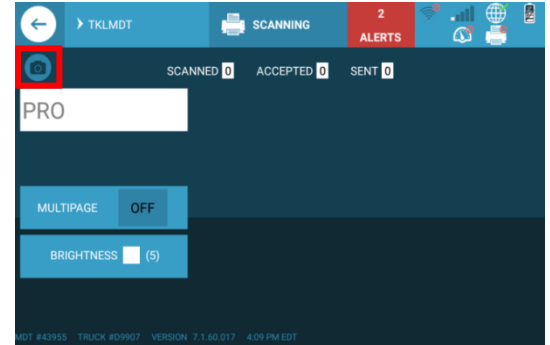 TKLMDT SCANNING 2 ALERTS
SCANNED 0 ACCEPTED 0 SENT 0
PRO
MULTIPAGE OFF
BRIGHTNESS (5)
MDT #43955 TRUCK #D9907 VERSION 7.1.60.017 4:09 PM EDT